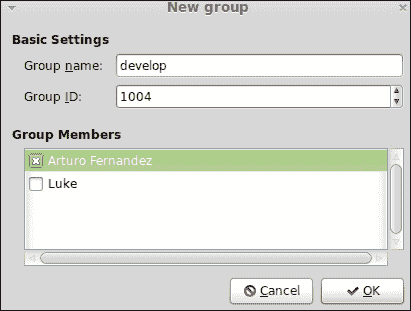 New group
Basic Settings
Group name: develop
Group ID: 1004
Group Members
Arturo Fernandez
Luke
Cancel OK